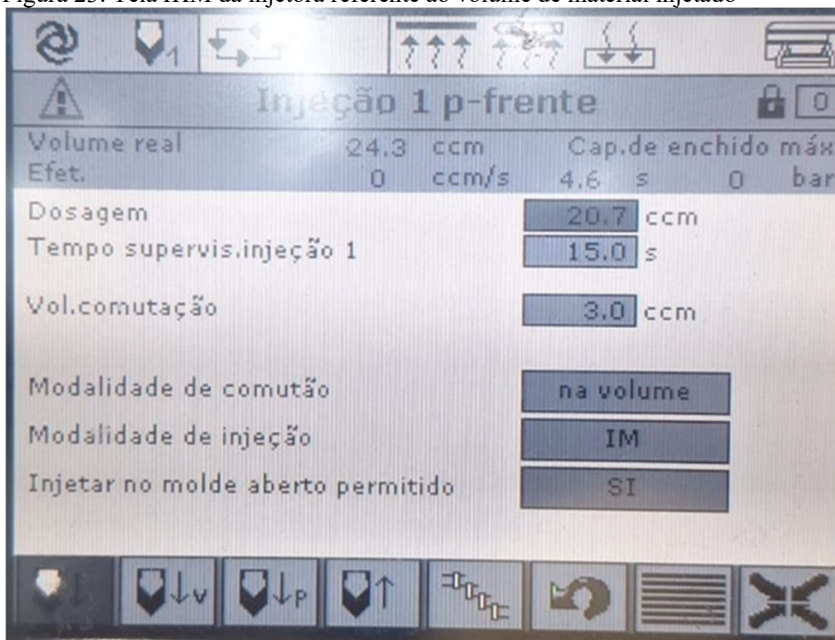 Figura 25: Tela IHM da injetora referente ao volume de material injetado
1
Injeção 1 p-frente
0
Volume real 24.3 ccm Cap.de enchido máx
Efet. 0 ccm/s 4.6 s 0 bar
Dosagem 20.7 ccm
Tempo supervis.injeção 1 15.0 s
Vol.comutação 3.0 ccm
Modalidade de comutão na volume
Modalidade de injeção IM
Injetar no molde aberto permitido SI
V P